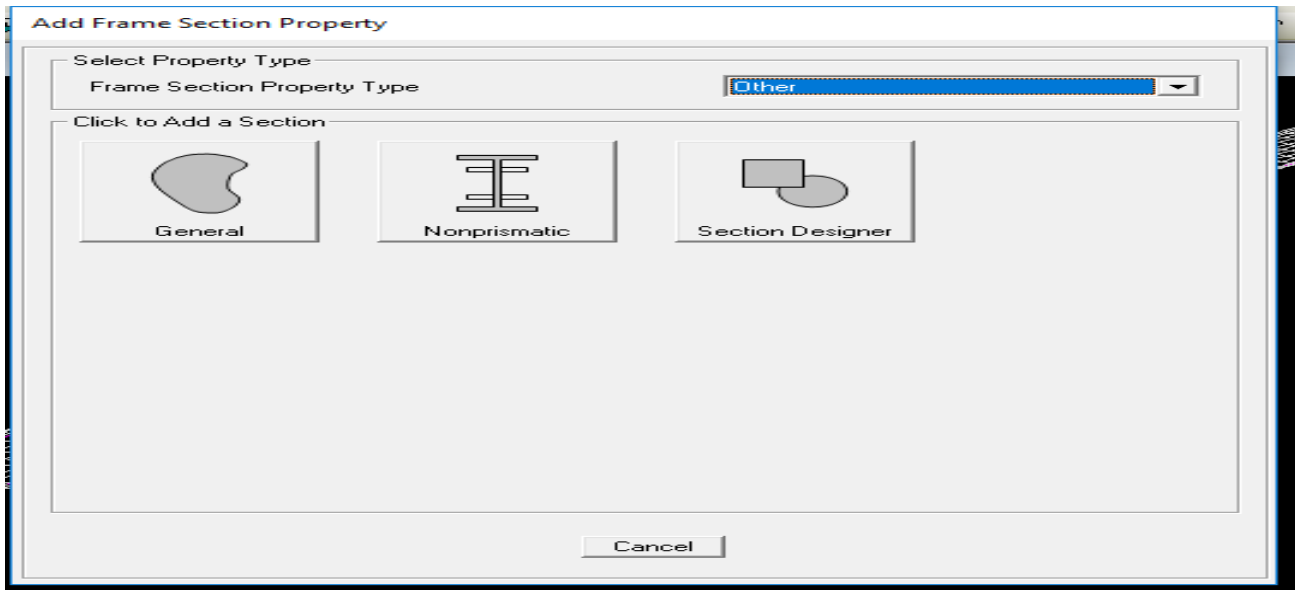 Add Frame Section Property
Select Property Type
Frame Section Property Type
Other
Click to Add a Section
General
Nonprismatic
Section Designer
Cancel